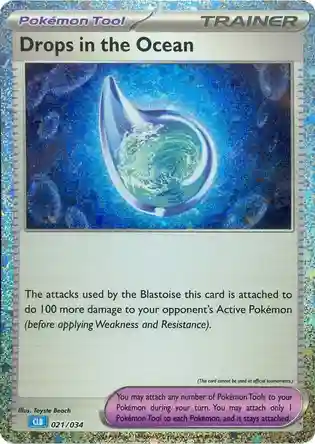 Pokémon Tool
TRAINER
Drops in the Ocean
The attacks used by the Blastoise this card is attached to
do 100 more damage to your opponent's Active Pokémon
(before applying Weakness and Resistance).
(This card cannot be used in official tournaments.)
Illus. Toyste Beach
CLB 021/034
You may attach any number of Pokémon Tools to your
Pokémon during your turn. You may attach only 1
Pokémon Tool to each Pokémon, and it stays attached.